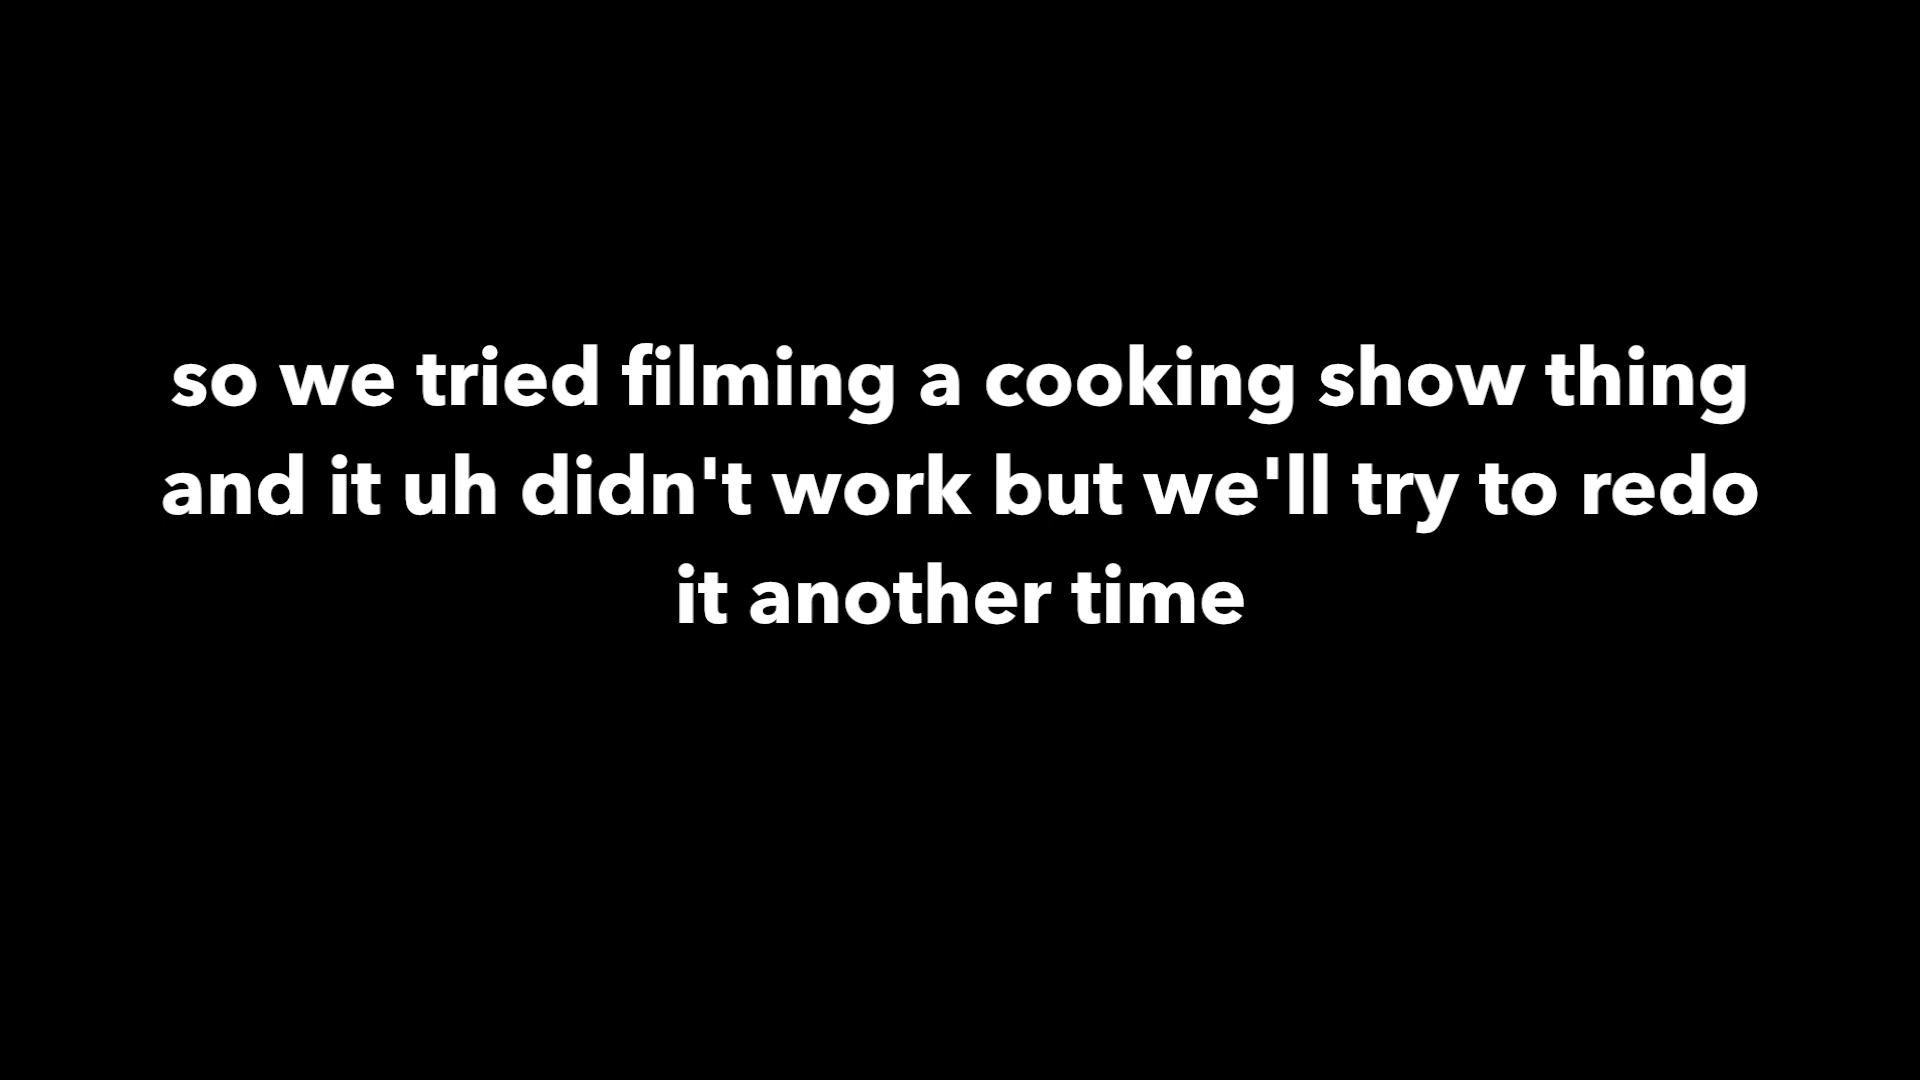 so we tried filming a cooking show thing
and it uh didn't work but we'll try to redo
it another time